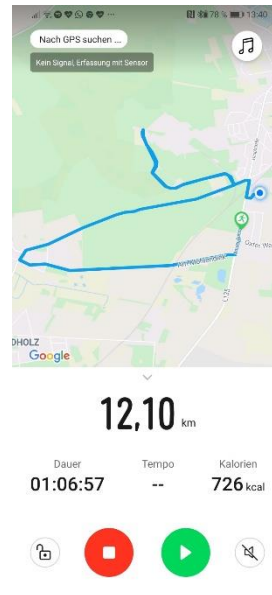 78 % 13:40
Nach GPS suchen ...
Kein Signal, Erfassung mit Sensor
L125
DHOLZ
Google
12,10 km
Dauer Tempo Kalorien
01:06:57 -- 726 kcal